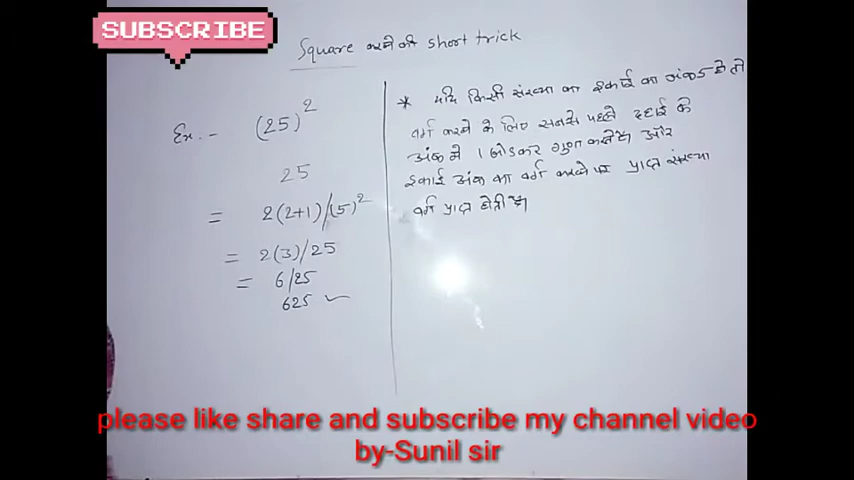 SUBSCRIBE
Square करने की short trick
Ex. - (25)²
25
= 2(2+1)/(5)²
= 2(3)/25
= 6/25
625
* यदि किसी संख्या का इकाई का अंक 5 है तो
वर्ग करने के लिए सबसे पहले दहाई के
अंक में 1 जोडकर गुणा करते है और
इकाई अंक का वर्ग करने पर प्राप्त संख्या
वर्ग प्राप्त होती है
please like share and subscribe my channel video
by-Sunil sir